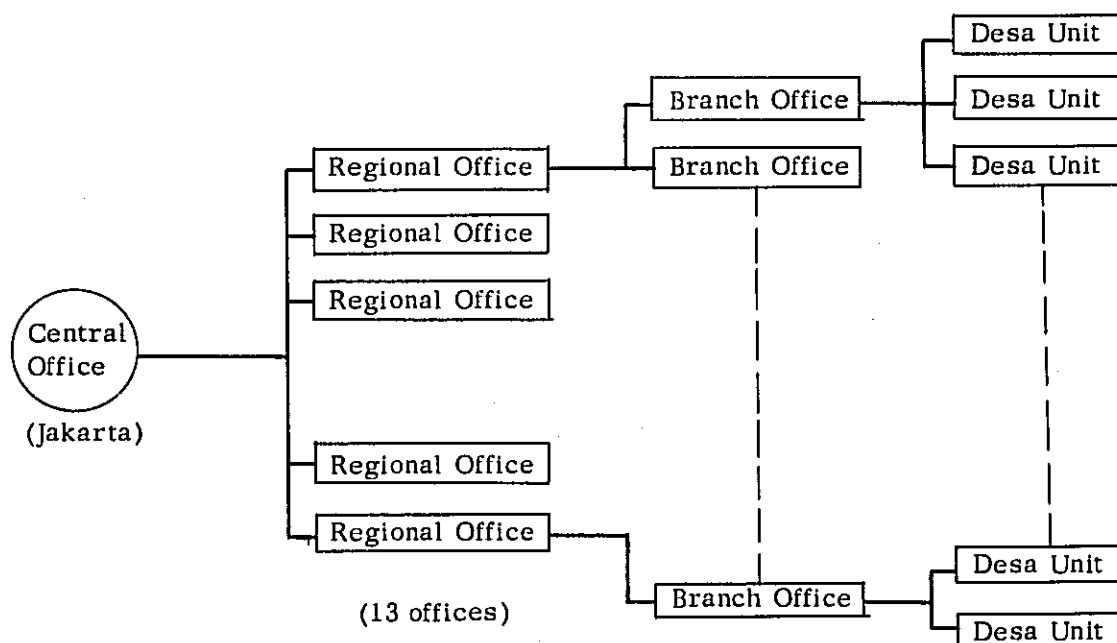 Central
Office
(Jakarta)
Regional Office
Regional Office
Regional Office
Regional Office
Regional Office
(13 offices)
Branch Office
Branch Office
Branch Office
Desa Unit
Desa Unit
Desa Unit
Desa Unit
Desa Unit